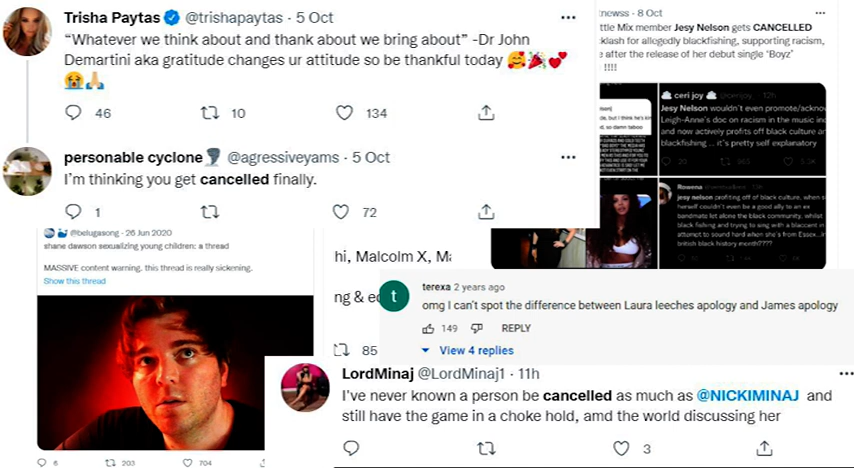 Trisha Paytas @trishapaytas · 5 Oct
“Whatever we think about and thank about we bring about” -Dr John
Demartini aka gratitude changes ur attitude so be thankful today 🥰🎉💕
😭🙏
46 10 134
personable cyclone🌪 @agressiveyams · 5 Oct
I'm thinking you get cancelled finally.
1 72
newss · 8 Oct
ttle Mix member Jesy Nelson gets CANCELLED
klash for allegedly blackfishing, supporting racism,
e after the release of her debut single 'Boyz'
!!!!
ceri joy
Jesy Nelson wouldn't even promote/acknow
Leigh-Anne's doc on racism in the music ind
and now actively profits off black culture an
blackfishing .. it's pretty self explanatory
20 965
Rowena
jesy nelson profiting off of black culture, when s
herself couldn't even be a good ally to an ex
bandmate let alone the black community, whilst
black fishing and trying to sing with a blaccent in
attempt to sound hard when she's from Essex...in
british black history month????
@belugasong · 26 Jun 2020
shane dawson sexualizing young children: a thread
MASSIVE content warning. this thread is really sickening.
Show this thread
6 203 704
hi, Malcolm X, Ma
ng & ec
85
t
terexa 2 years ago
omg I can't spot the difference between Laura leeches apology and James apology
149 REPLY
View 4 replies
LordMinaj @LordMinaj1 · 11h
I've never known a person be cancelled as much as @NICKIMINAJ and
still have the game in a choke hold, amd the world discussing her
3